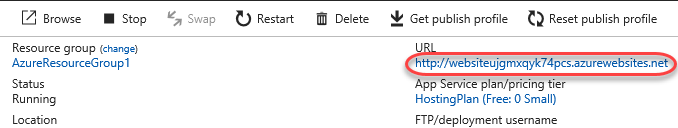 Browse Stop Swap Restart Delete Get publish profile Reset publish profile
Resource group (change)
AzureResourceGroup1
URL
http://websiteujgmxqyk74pcs.azurewebsites.net
Status
Running
App Service plan/pricing tier
HostingPlan (Free: 0 Small)
Location
FTP/deployment username